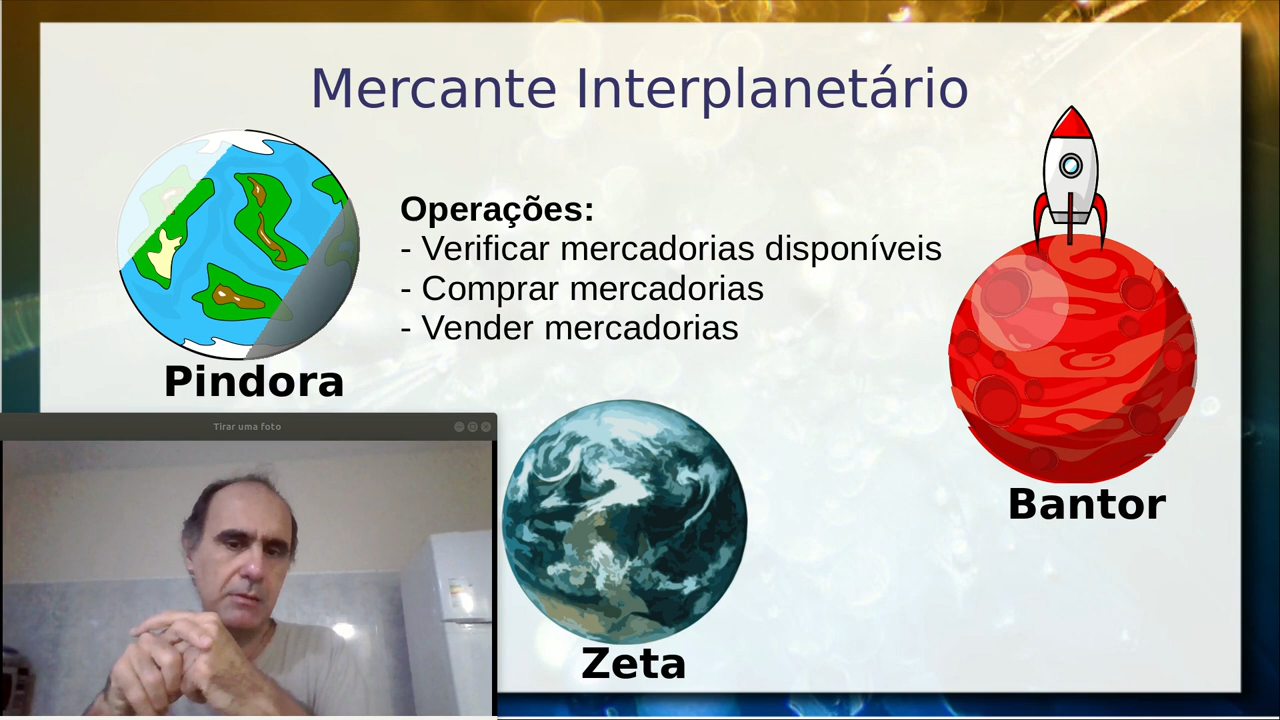 Mercante Interplanetário
Operações:
- Verificar mercadorias disponíveis
- Comprar mercadorias
- Vender mercadorias
Pindora
Bantor
Tirar uma foto
Zeta